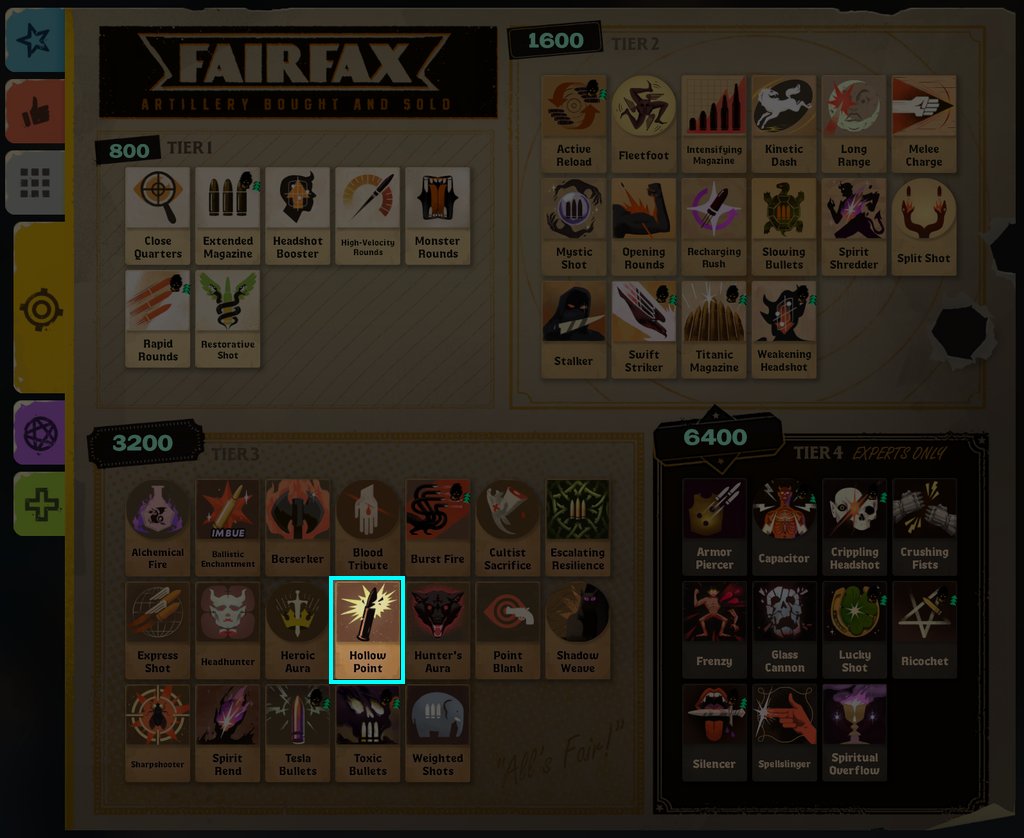 FAIRFAX
ARTILLERY BOUGHT AND SOLD
800 TIER 1
Close Quarters
Extended Magazine
Headshot Booster
High-Velocity Rounds
Monster Rounds
Rapid Rounds
Restorative Shot
1600 TIER 2
Active Reload
Fleetfoot
Intensifying Magazine
Kinetic Dash
Long Range
Melee Charge
Mystic Shot
Opening Rounds
Recharging Rush
Slowing Bullets
Spirit Shredder
Split Shot
Stalker
Swift Striker
Titanic Magazine
Weakening Headshot
3200 TIER 3
Alchemical Fire
IMBUE
Ballistic Enchantment
Berserker
Blood Tribute
Burst Fire
Cultist Sacrifice
Escalating Resilience
Express Shot
Headhunter
Heroic Aura
Hollow Point
Hunter's Aura
Point Blank
Shadow Weave
Sharpshooter
Spirit Rend
Tesla Bullets
Toxic Bullets
Weighted Shots
"All's Fair!"
6400 TIER 4 EXPERTS ONLY
Armor Piercer
Capacitor
Crippling Headshot
Crushing Fists
Frenzy
Glass Cannon
Lucky Shot
Ricochet
Silencer
Spellslinger
Spiritual Overflow